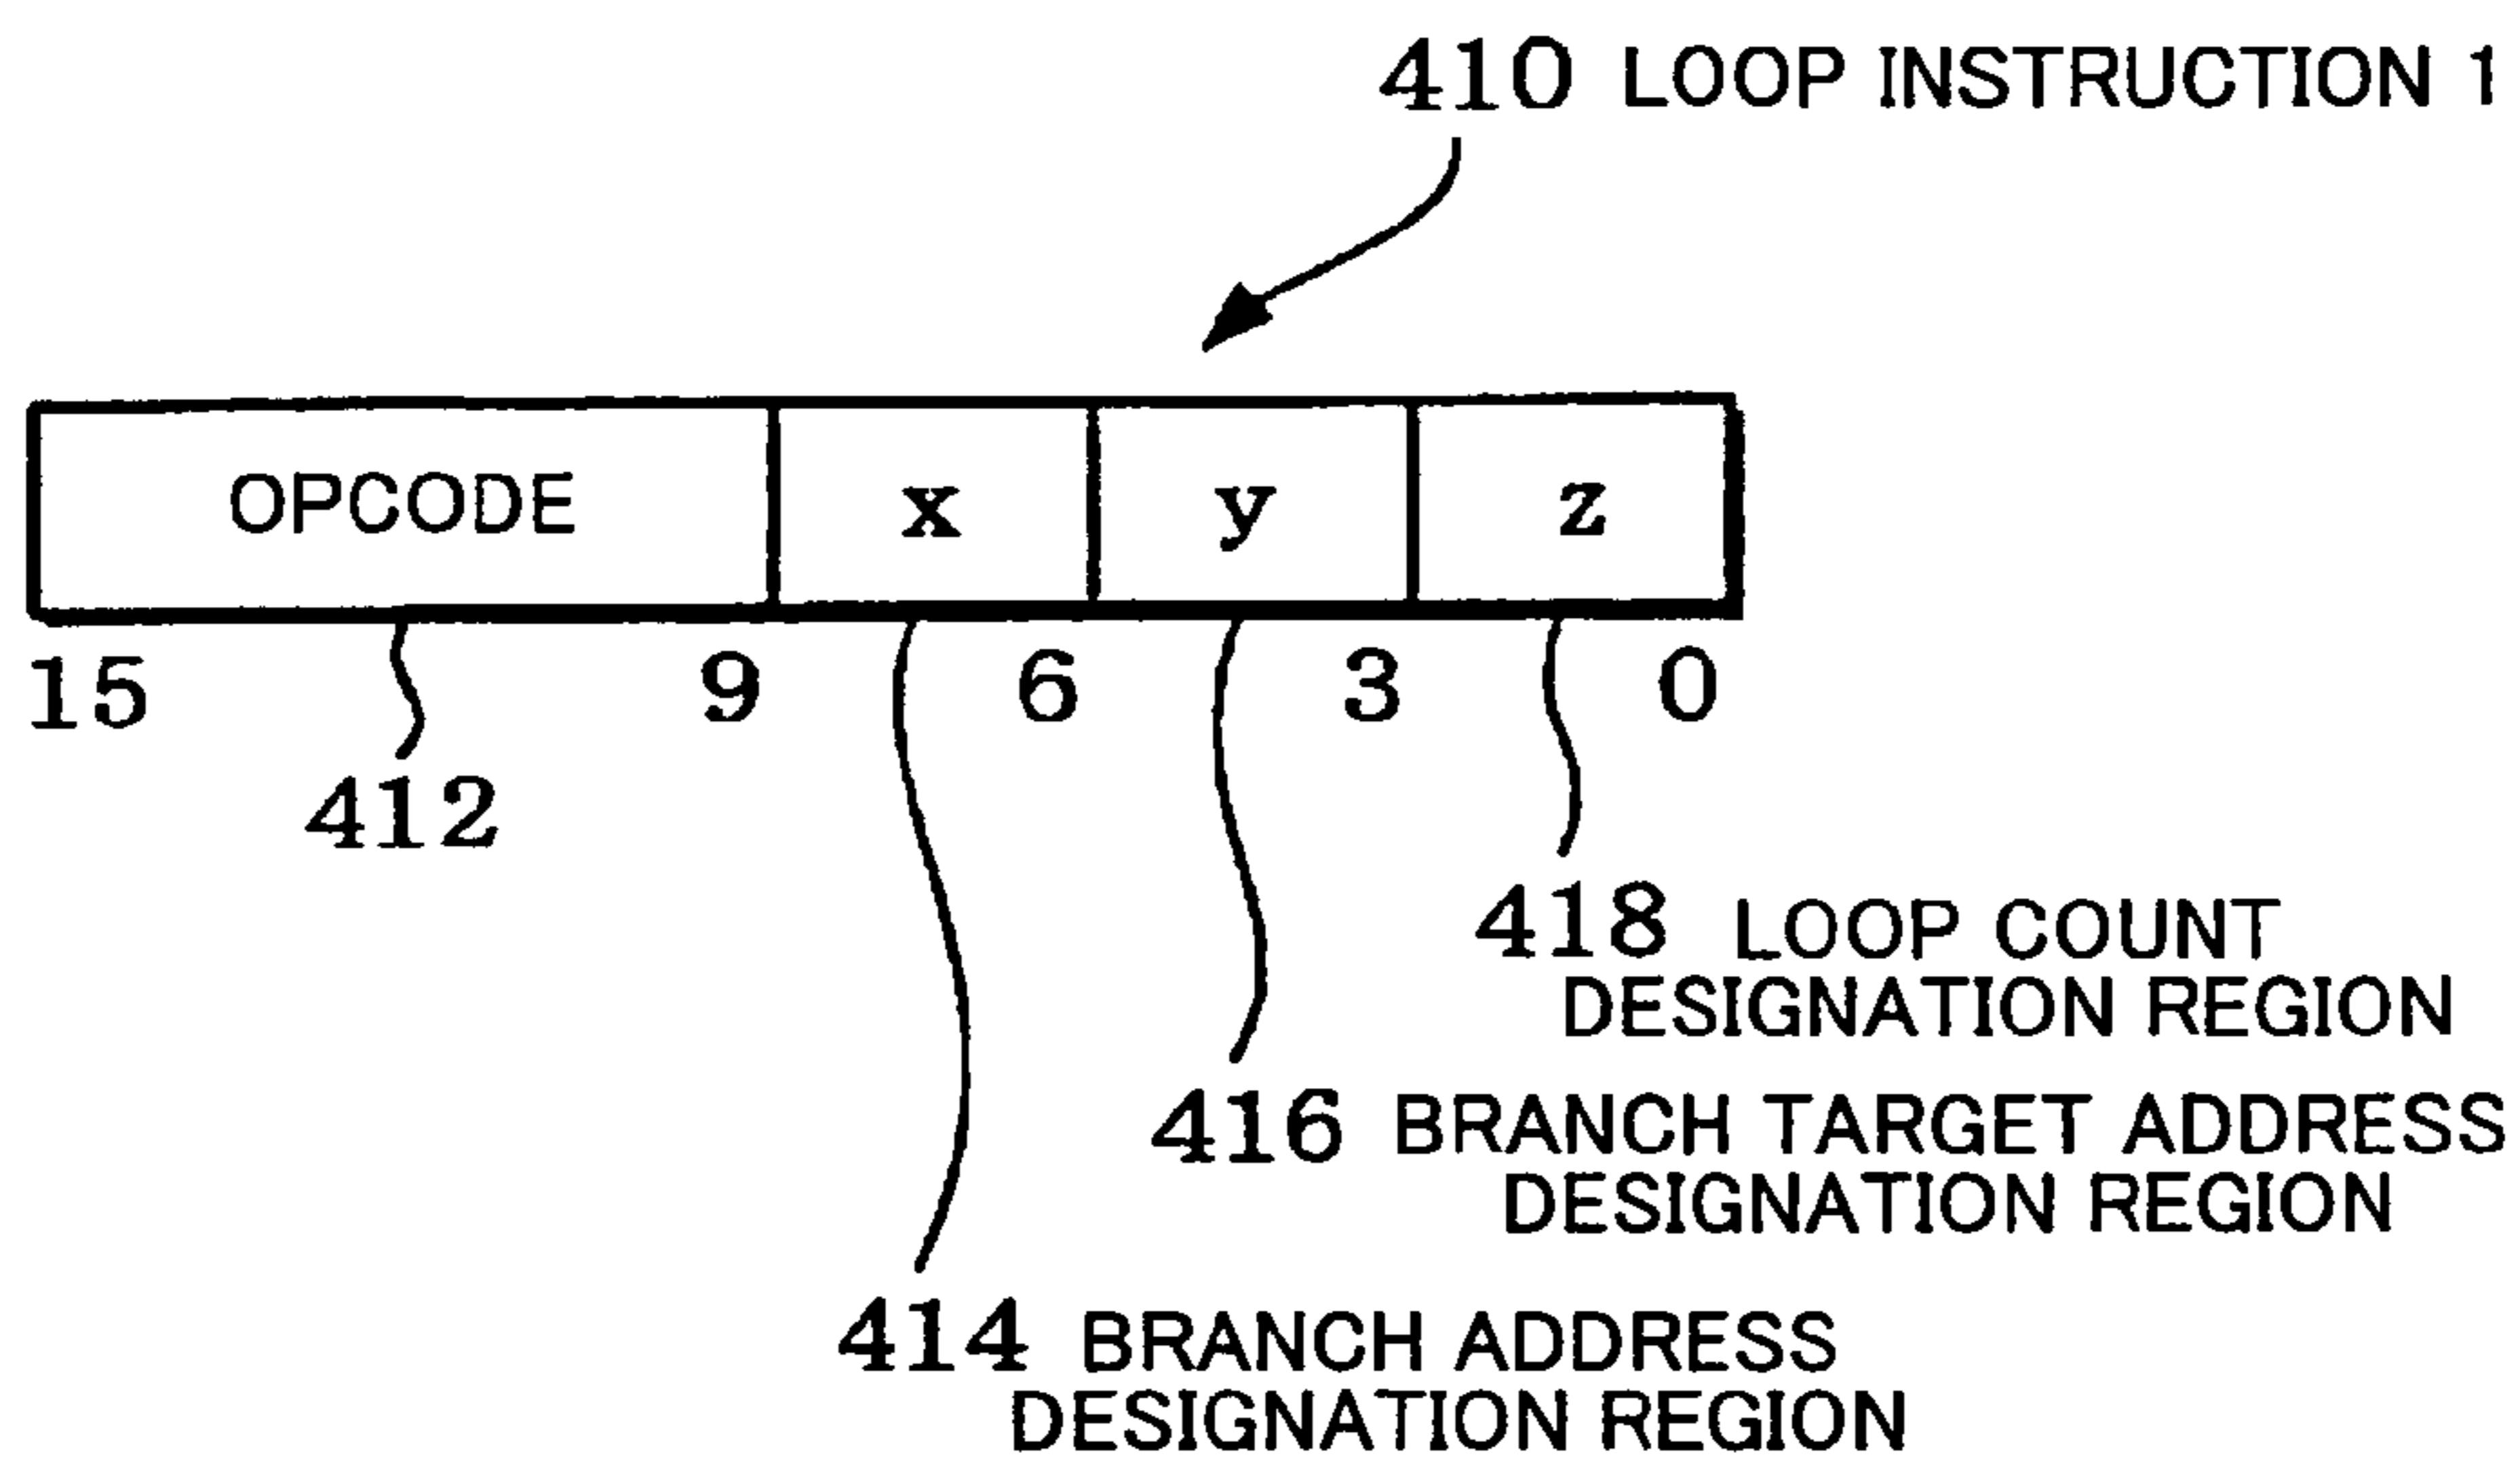 410 LOOP INSTRUCTION 1
OPCODE x y z
15 9 6 3 0
412
418 LOOP COUNT
DESIGNATION REGION
416 BRANCH TARGET ADDRESS
DESIGNATION REGION
414 BRANCH ADDRESS
DESIGNATION REGION